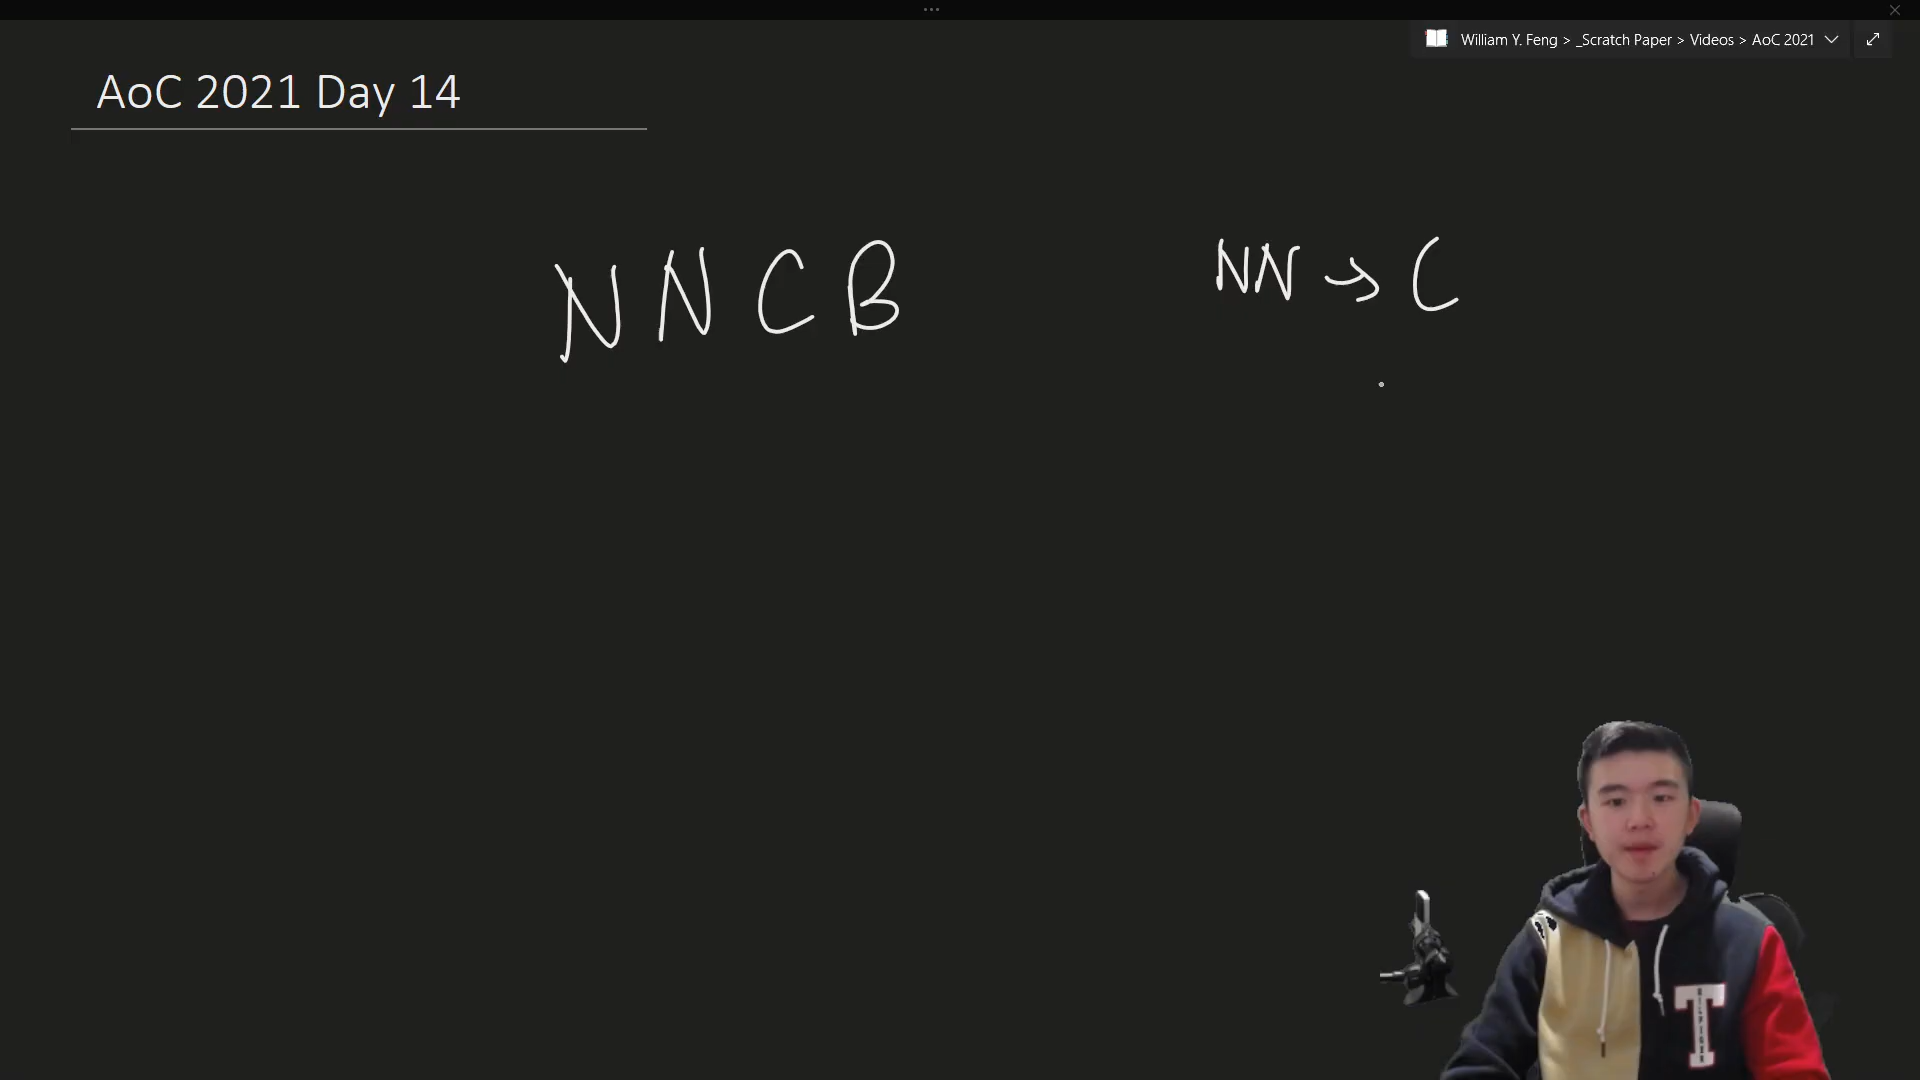 William Y. Feng > _Scratch Paper > Videos > AoC 2021
AoC 2021 Day 14
NNCB
NN → C
T